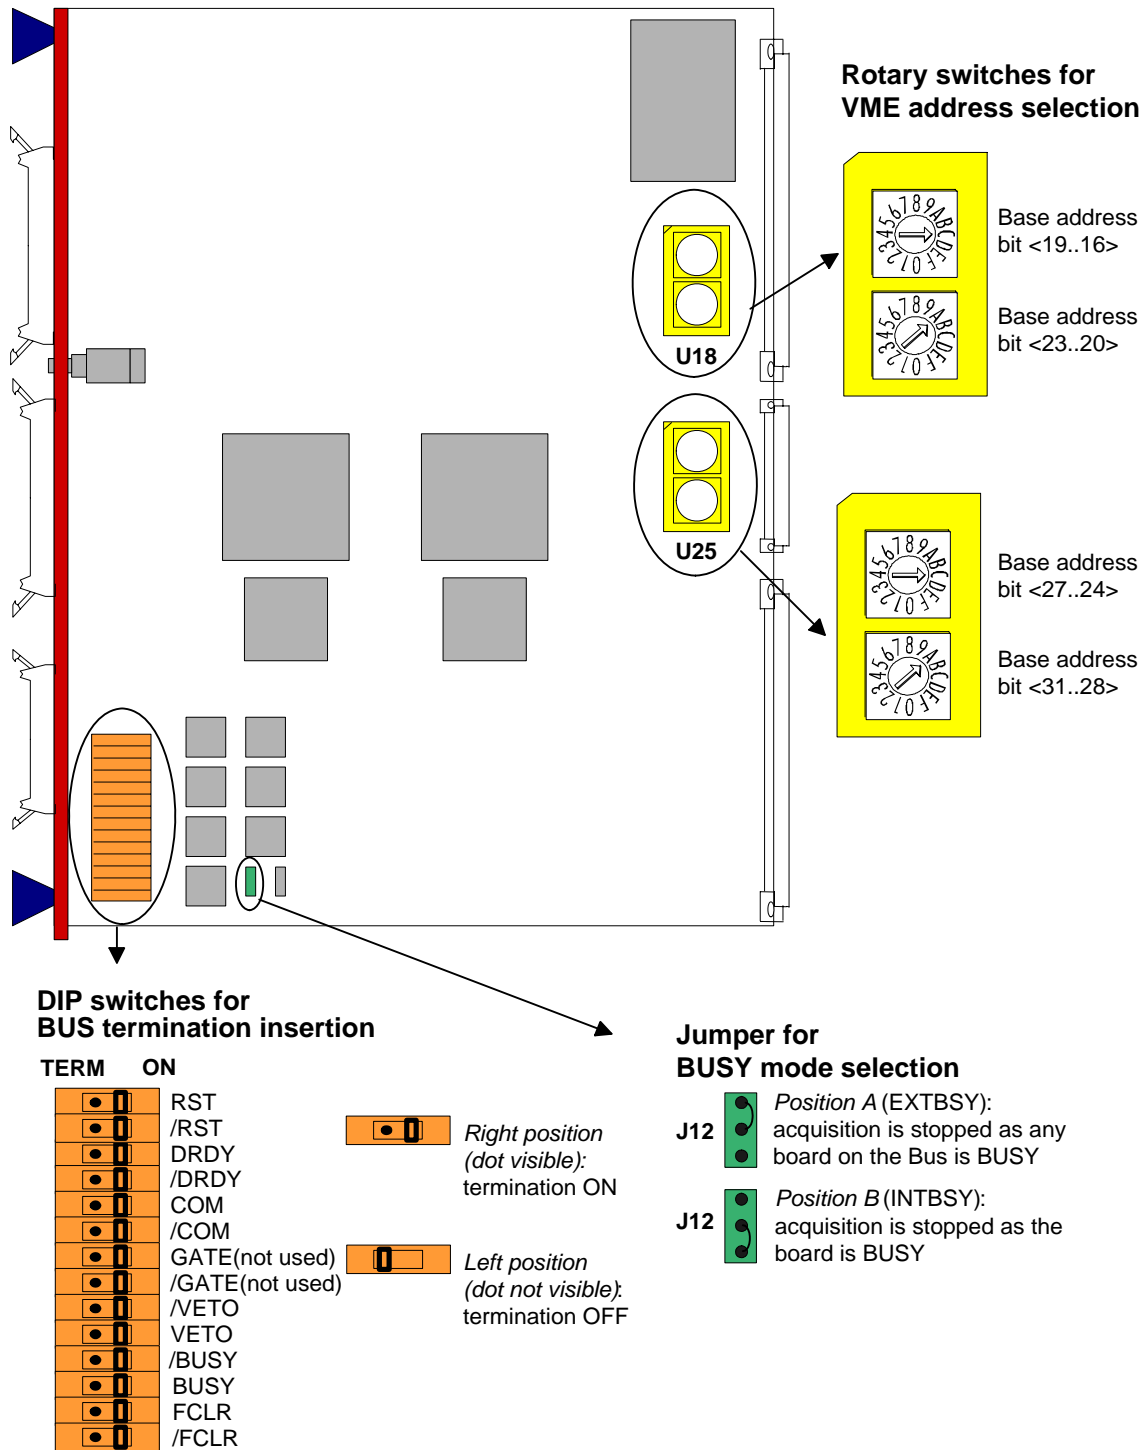 Rotary switches for
VME address selection
0123456789ABCDEF
Base address
bit <19..16>
0123456789ABCDEF
Base address
bit <23..20>
U18
U25
0123456789ABCDEF
Base address
bit <27..24>
0123456789ABCDEF
Base address
bit <31..28>
DIP switches for
BUS termination insertion
TERM ON
RST
/RST
DRDY
/DRDY
COM
/COM
GATE(not used)
/GATE(not used)
/VETO
VETO
/BUSY
BUSY
FCLR
/FCLR
Right position
(dot visible):
termination ON
Left position
(dot not visible):
termination OFF
Jumper for
BUSY mode selection
J12
Position A (EXTBSY):
acquisition is stopped as any
board on the Bus is BUSY
J12
Position B (INTBSY):
acquisition is stopped as the
board is BUSY